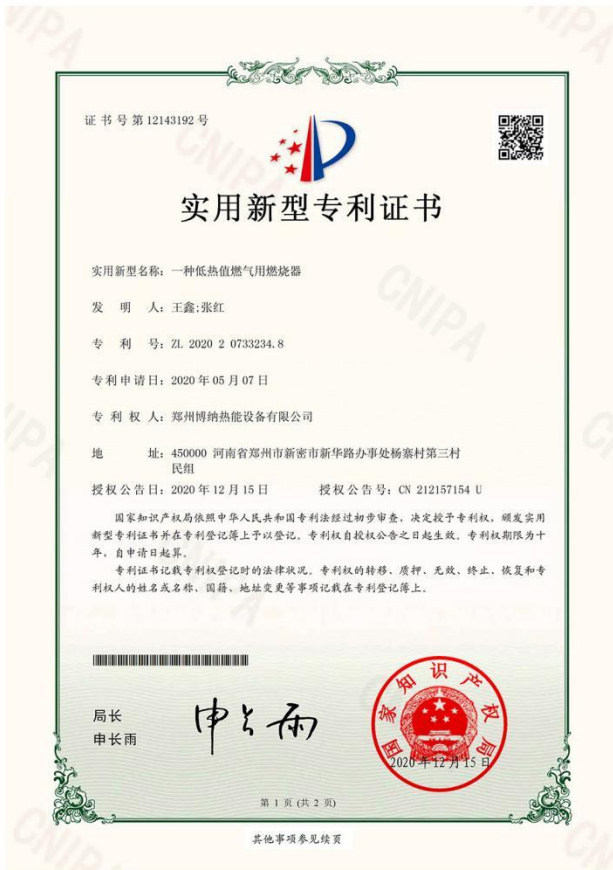 证书号第12143192号
实用新型专利证书
实用新型名称：一种低热值燃气用燃烧器
发明人：王鑫;张红
专利号：ZL 2020 2 0733234.8
专利申请日：2020年05月07日
专利权人：郑州博纳热能设备有限公司
地址：450000 河南省郑州市新密市新华路办事处杨寨村第三村
民组
授权公告日：2020年12月15日 授权公告号：CN 212157154 U
国家知识产权局依照中华人民共和国专利法经过初步审查，决定授予专利权，颁发实用
新型专利证书并在专利登记簿上予以登记。专利权自授权公告之日起生效。专利权期限为十
年，自申请日起算。
专利证书记载专利权登记时的法律状况。专利权的转移、质押、无效、终止、恢复和专
利权人的姓名或名称、国籍、地址变更等事项记载在专利登记簿上。
局长
申长雨
申长雨
国家知识产权局
2020年12月15日
第 1 页 (共 2 页)
其他事项参见续页
CNIPA
CNIPA
CNIPA
CNIPA
CNIPA